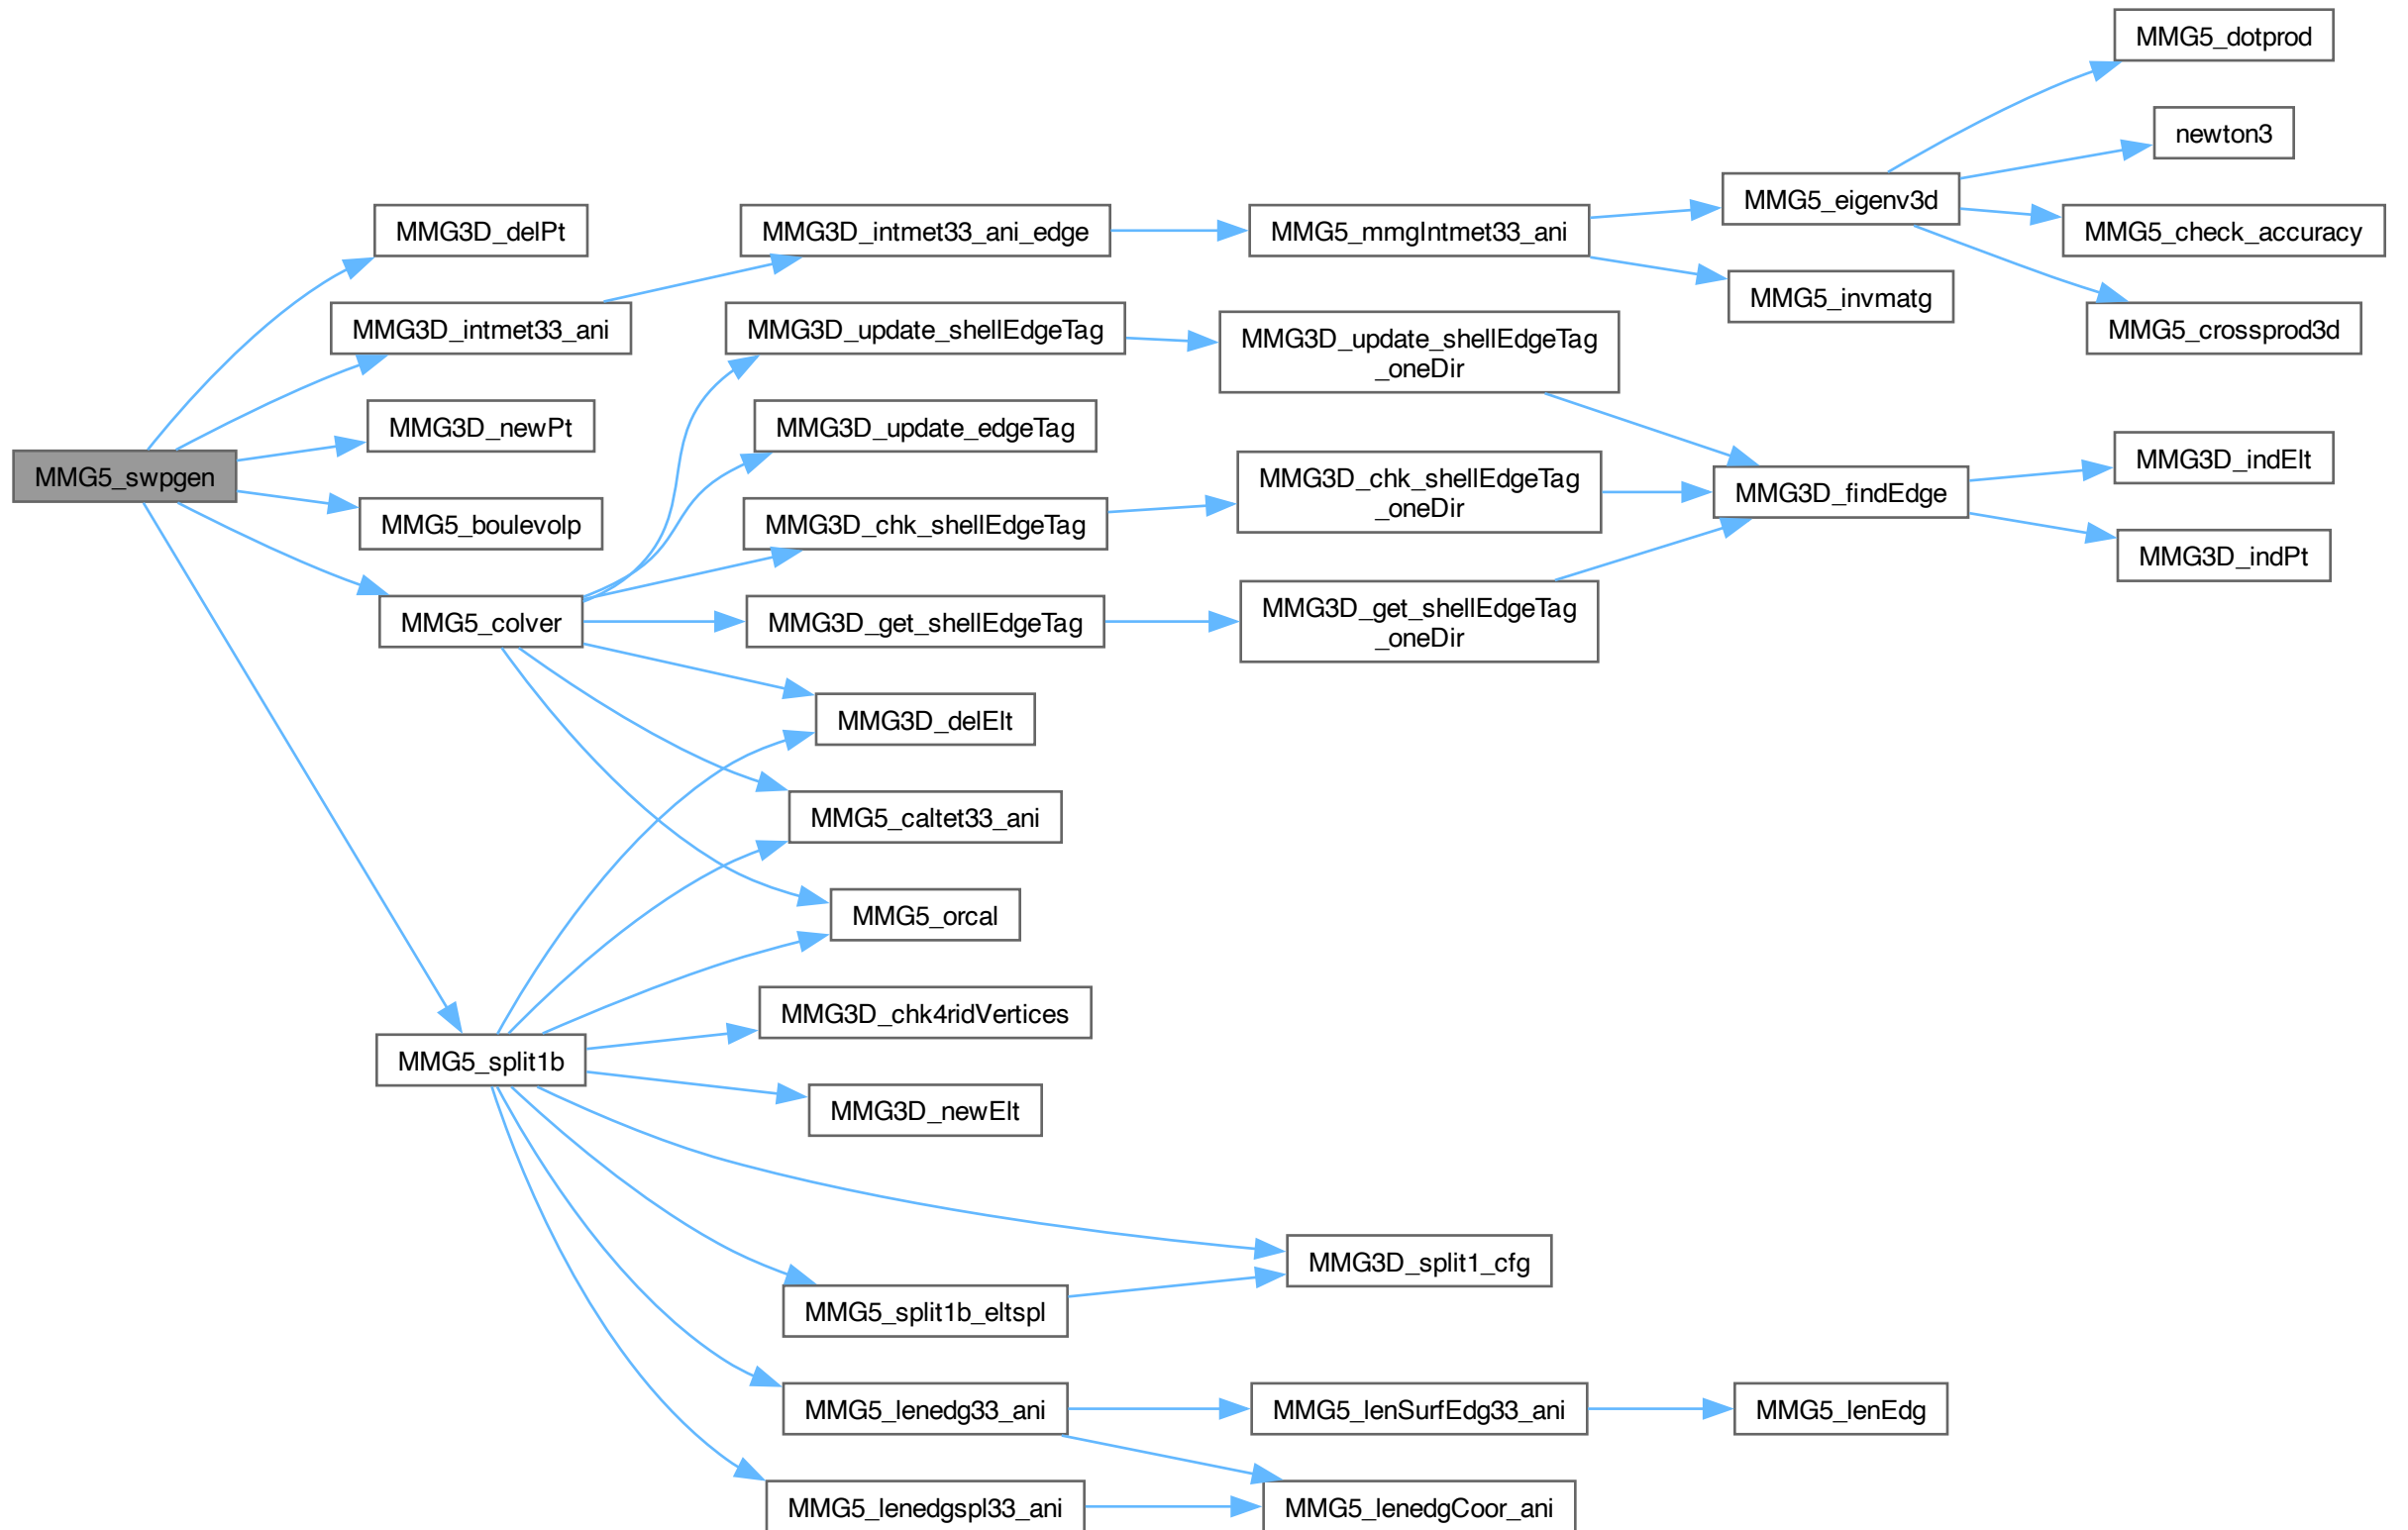 MMG5_swpgen
MMG3D_delPt
MMG3D_intmet33_ani
MMG3D_newPt
MMG5_boulevolp
MMG5_colver
MMG5_split1b
MMG3D_intmet33_ani_edge
MMG3D_update_shellEdgeTag
MMG3D_update_edgeTag
MMG3D_chk_shellEdgeTag
MMG3D_get_shellEdgeTag
MMG3D_delElt
MMG5_caltet33_ani
MMG5_orcal
MMG3D_chk4ridVertices
MMG3D_newElt
MMG5_split1b_eltspl
MMG5_lenedg33_ani
MMG5_lenedgspl33_ani
MMG5_mmgIntmet33_ani
MMG3D_update_shellEdgeTag
_oneDir
MMG3D_chk_shellEdgeTag
_oneDir
MMG3D_get_shellEdgeTag
_oneDir
MMG3D_split1_cfg
MMG5_lenSurfEdg33_ani
MMG5_lenedgCoor_ani
MMG5_eigenv3d
MMG5_invmatg
MMG3D_findEdge
MMG5_lenEdg
MMG5_dotprod
newton3
MMG5_check_accuracy
MMG5_crossprod3d
MMG3D_indElt
MMG3D_indPt